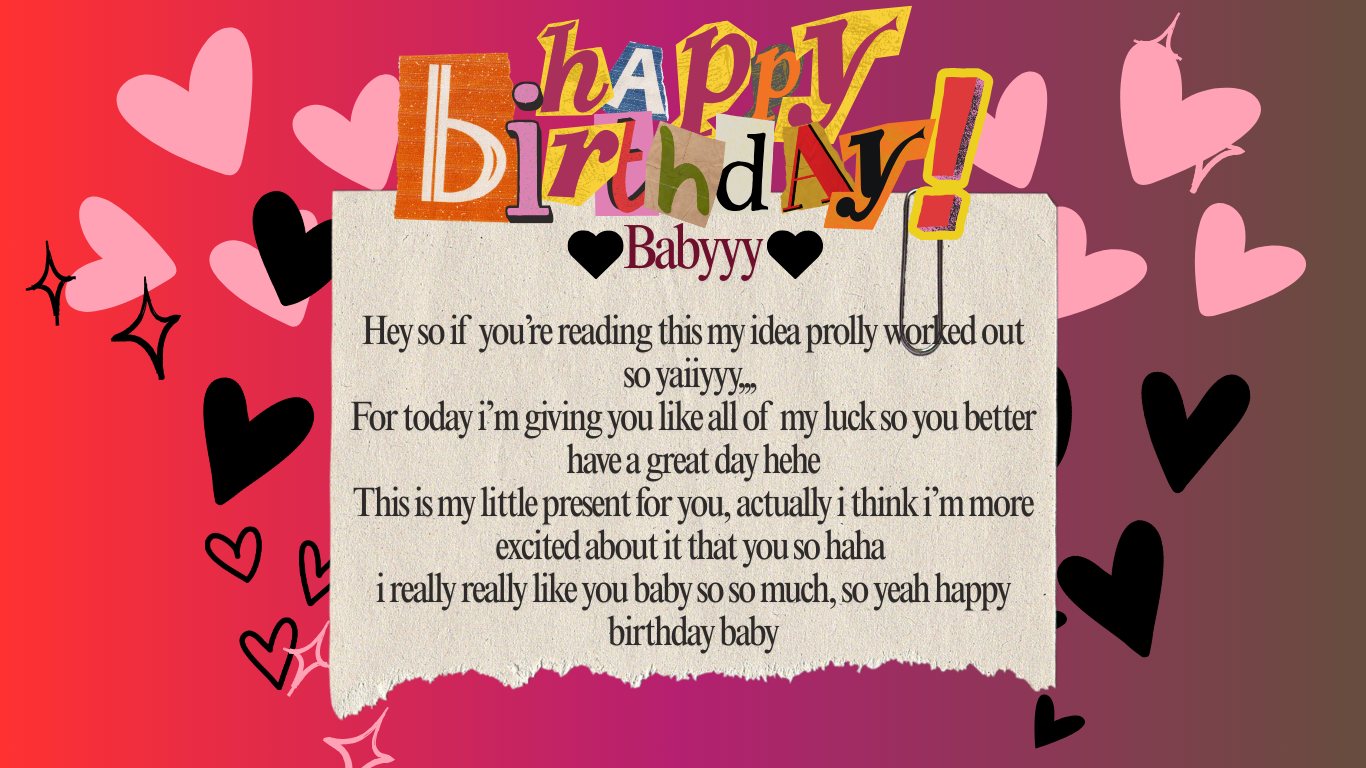 hAppy
birthdAy!
Babyyy
Hey so if you’re reading this my idea prolly worked out
so yaiiyyy,,,
For today i’m giving you like all of my luck so you better
have a great day hehe
This is my little present for you, actually i think i’m more
excited about it that you so haha
i really really like you baby so so much, so yeah happy
birthday baby